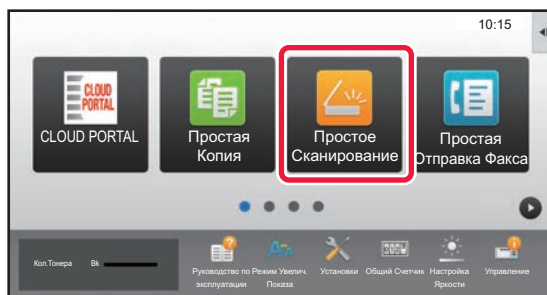 10:15
CLOUD
PORTAL
CLOUD PORTAL
Простая
Копия
Простое
Сканирование
Простая
Отправка Факса
Кол.Тонера Bk
Руководство по
эксплуатации
Режим Увелич.
Показа
Установки
Общий Счетчик
Настройка
Яркости
Управление